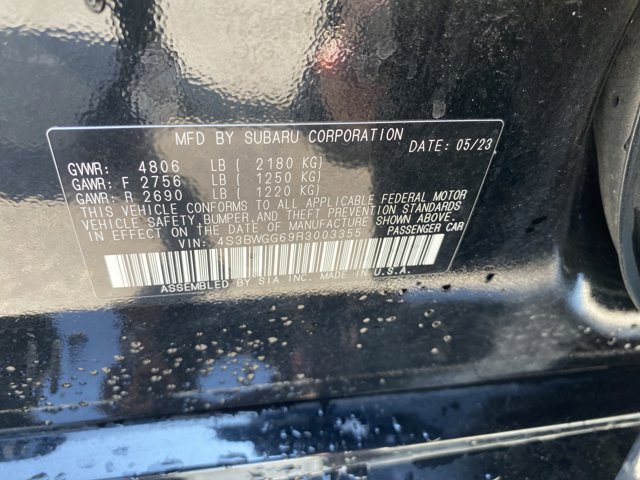 MFD BY SUBARU CORPORATION DATE: 05/23
GVWR: 4806 LB ( 2180 KG)
GAWR: F 2756 LB ( 1250 KG)
GAWR: R 2690 LB ( 1220 KG)
THIS VEHICLE CONFORMS TO ALL APPLICABLE FEDERAL MOTOR
VEHICLE SAFETY, BUMPER, AND THEFT PREVENTION STANDARDS
IN EFFECT ON THE DATE OF MANUFACTURE SHOWN ABOVE.
VIN: 4S3BWGG69R3003355 PASSENGER CAR
ASSEMBLED BY SIA INC. MADE IN U.S.A.